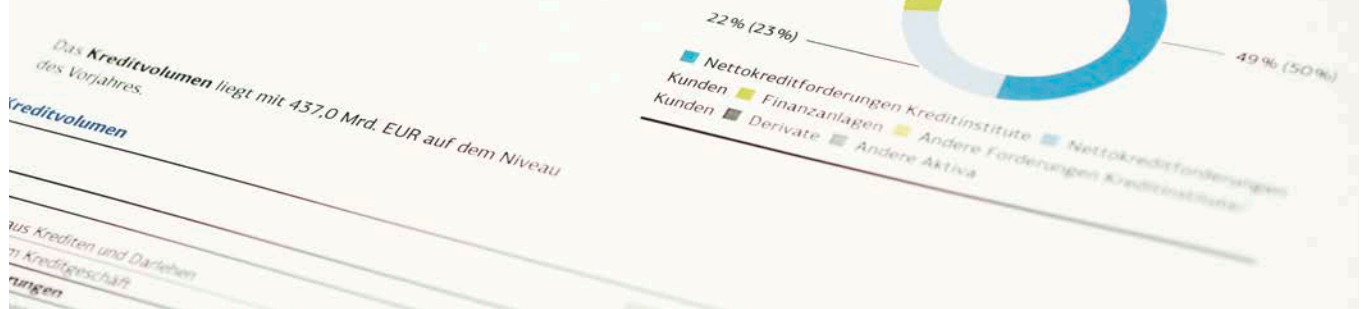 Das Kreditvolumen liegt mit 437,0 Mrd. EUR auf dem Niveau
des Vorjahres.
Kreditvolumen
aus Krediten und Darlehen
m Kreditgeschäft
rungen
22 % (23 %)
49 % (50 %)
Nettokreditforderungen Kreditinstitute Nettokreditforderungen
Kunden Finanzanlagen Andere Forderungen Kreditinstitute/
Kunden Derivate Andere Aktiva